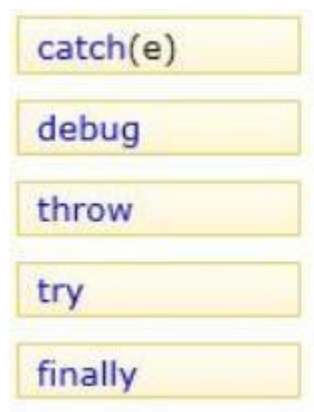 catch(e)
debug
throw
try
finally